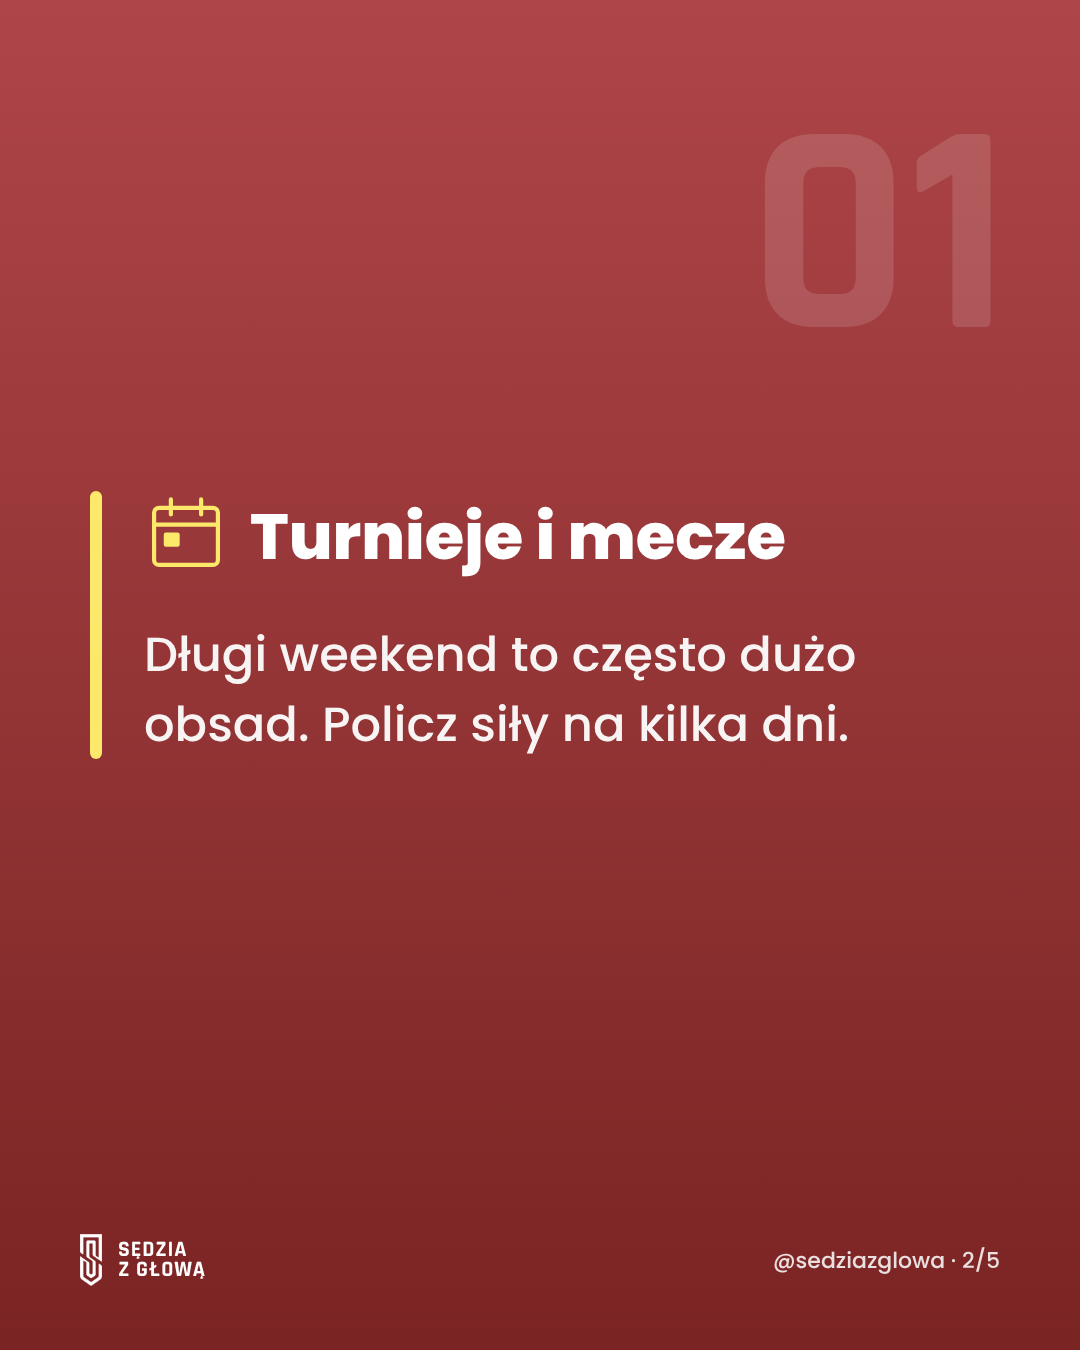 01
Turnieje i mecze
Długi weekend to często dużo
obsad. Policz siły na kilka dni.
SĘDZIA
Z GŁOWĄ
@sedziazglowa · 2/5